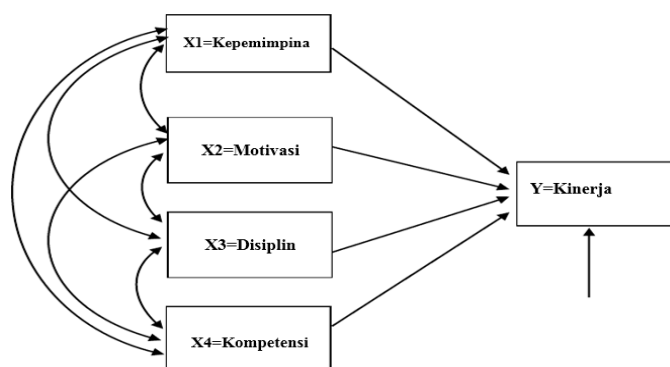 X1=Kepemimpina
X2=Motivasi
Y=Kinerja
X3=Disiplin
X4=Kompetensi